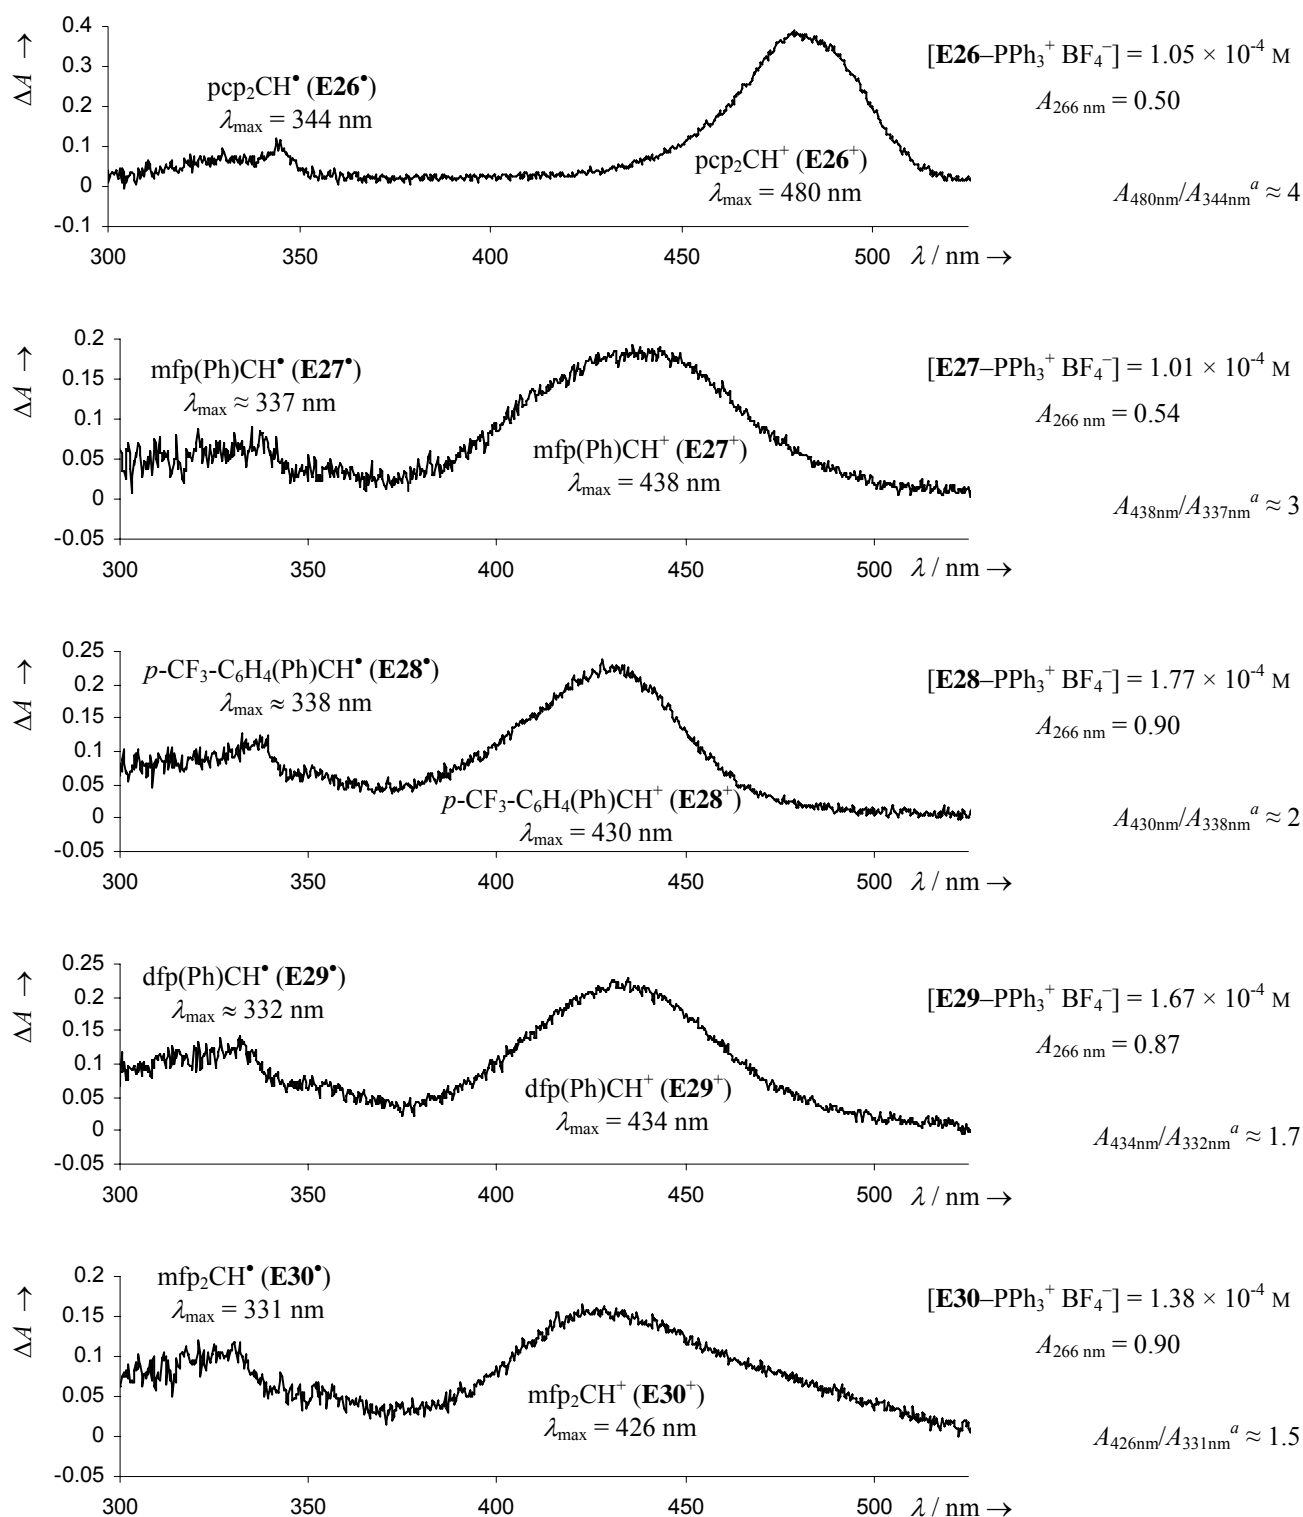 ΔA →
0.4
0.3
0.2
0.1
0
-0.1
pcp₂CH• (E26•)
λmax = 344 nm
pcp₂CH⁺ (E26⁺)
λmax = 480 nm
[E26–PPh₃⁺ BF₄⁻] = 1.05 × 10⁻⁴ M
A266 nm = 0.50
A480nm/A344nmᵃ ≈ 4
300 350 400 450 500 λ / nm →
ΔA →
0.2
0.15
0.1
0.05
0
-0.05
mfp(Ph)CH• (E27•)
λmax ≈ 337 nm
mfp(Ph)CH⁺ (E27⁺)
λmax = 438 nm
[E27–PPh₃⁺ BF₄⁻] = 1.01 × 10⁻⁴ M
A266 nm = 0.54
A438nm/A337nmᵃ ≈ 3
300 350 400 450 500 λ / nm →
ΔA →
0.25
0.2
0.15
0.1
0.05
0
-0.05
p-CF₃-C₆H₄(Ph)CH• (E28•)
λmax ≈ 338 nm
p-CF₃-C₆H₄(Ph)CH⁺ (E28⁺)
λmax = 430 nm
[E28–PPh₃⁺ BF₄⁻] = 1.77 × 10⁻⁴ M
A266 nm = 0.90
A430nm/A338nmᵃ ≈ 2
300 350 400 450 500 λ / nm →
ΔA →
0.25
0.2
0.15
0.1
0.05
0
-0.05
dfp(Ph)CH• (E29•)
λmax ≈ 332 nm
dfp(Ph)CH⁺ (E29⁺)
λmax = 434 nm
[E29–PPh₃⁺ BF₄⁻] = 1.67 × 10⁻⁴ M
A266 nm = 0.87
A434nm/A332nmᵃ ≈ 1.7
300 350 400 450 500 λ / nm →
ΔA →
0.2
0.15
0.1
0.05
0
-0.05
mfp₂CH• (E30•)
λmax = 331 nm
mfp₂CH⁺ (E30⁺)
λmax = 426 nm
[E30–PPh₃⁺ BF₄⁻] = 1.38 × 10⁻⁴ M
A266 nm = 0.90
A426nm/A331nmᵃ ≈ 1.5
300 350 400 450 500 λ / nm →